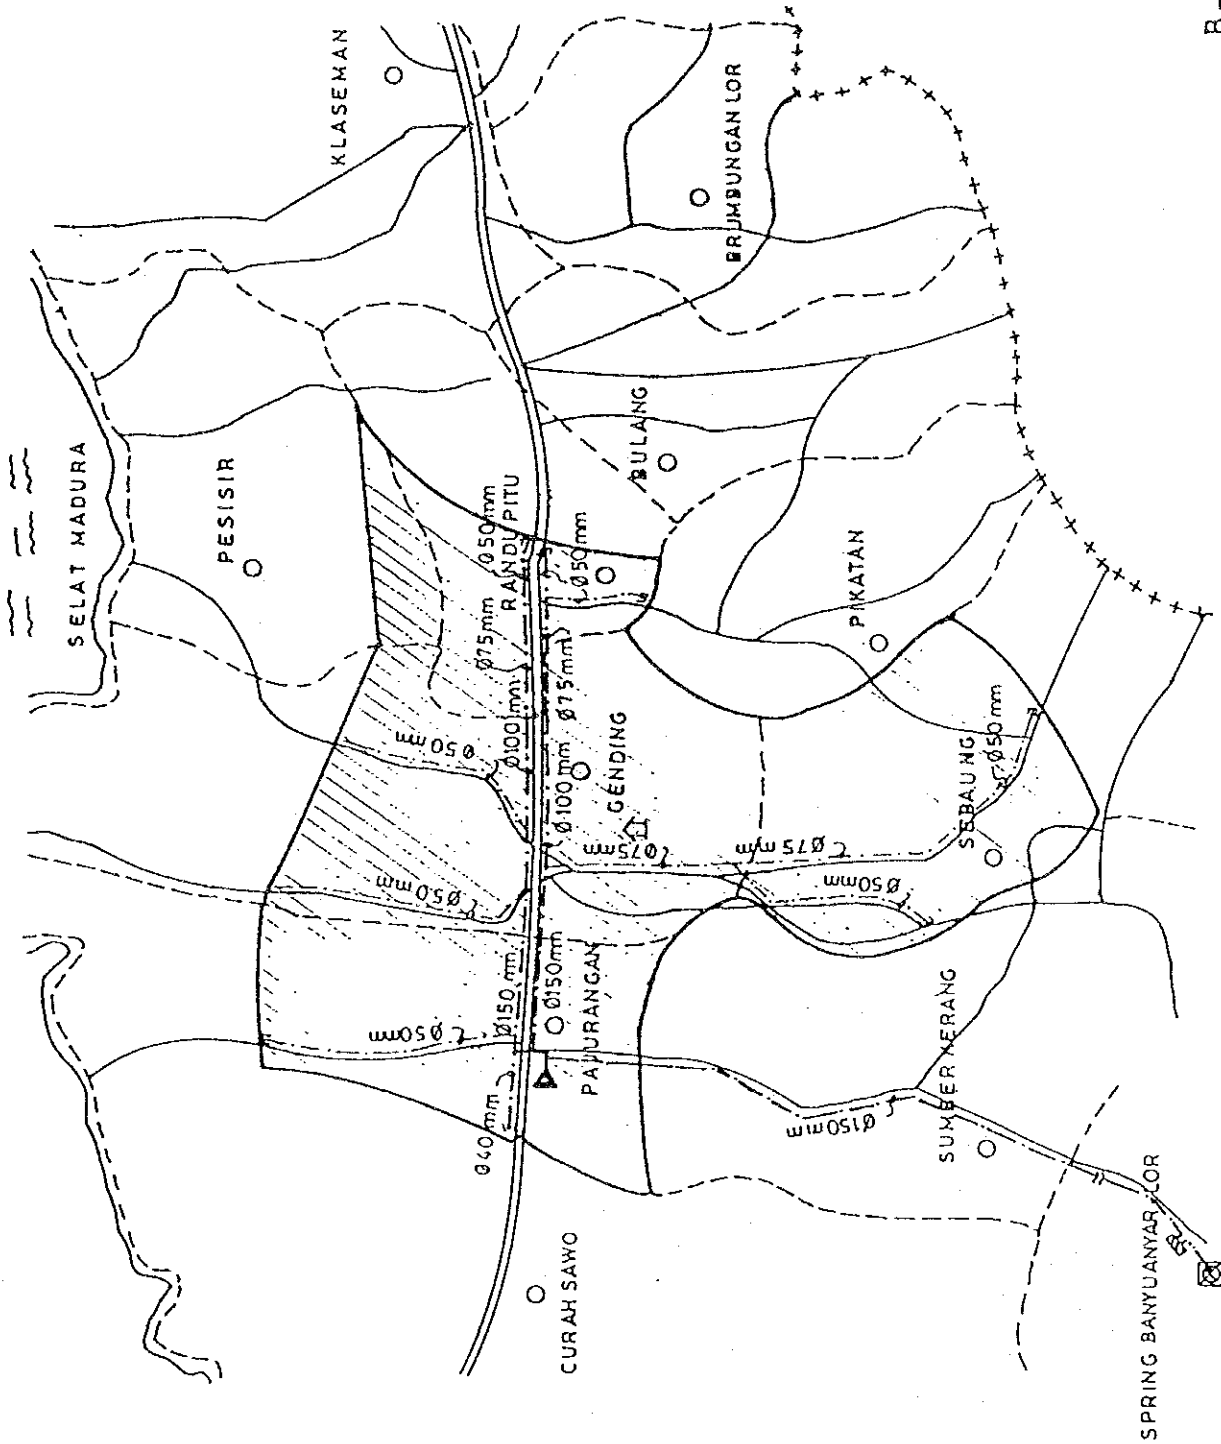 SELAT MADURA
PESISIR
KLASEMAN
Ø50mm
Ø50mm
Ø50mm
Ø40mm
Ø150mm
Ø100mm
Ø75mm
Ø50mm
RANDUPITU
Ø150mm
Ø100mm
Ø75mm
Ø50mm
CURAH SAWO
PAJURANGAN
GENDING
BULANG
Ø75mm
BRUMBUNGAN LOR
Ø75mm
Ø150mm
Ø50mm
PIKATAN
SUMBER KERANG
SEBAUNG
Ø50mm
SPRING BANYUANYAR LOR